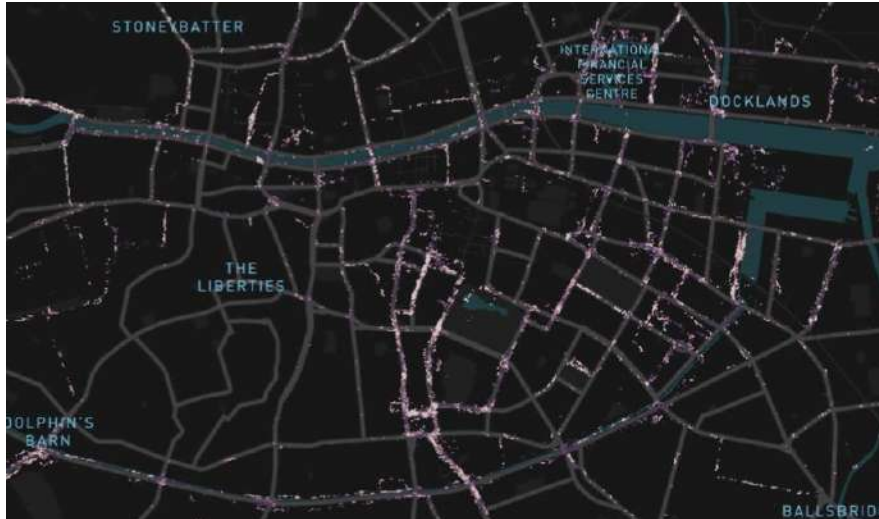 STONEYBATTER
INTERNATIONAL
FINANCIAL
SERVICES
CENTRE
DOCKLANDS
THE
LIBERTIES
DOLPHIN'S
BARN
BALLSBRID